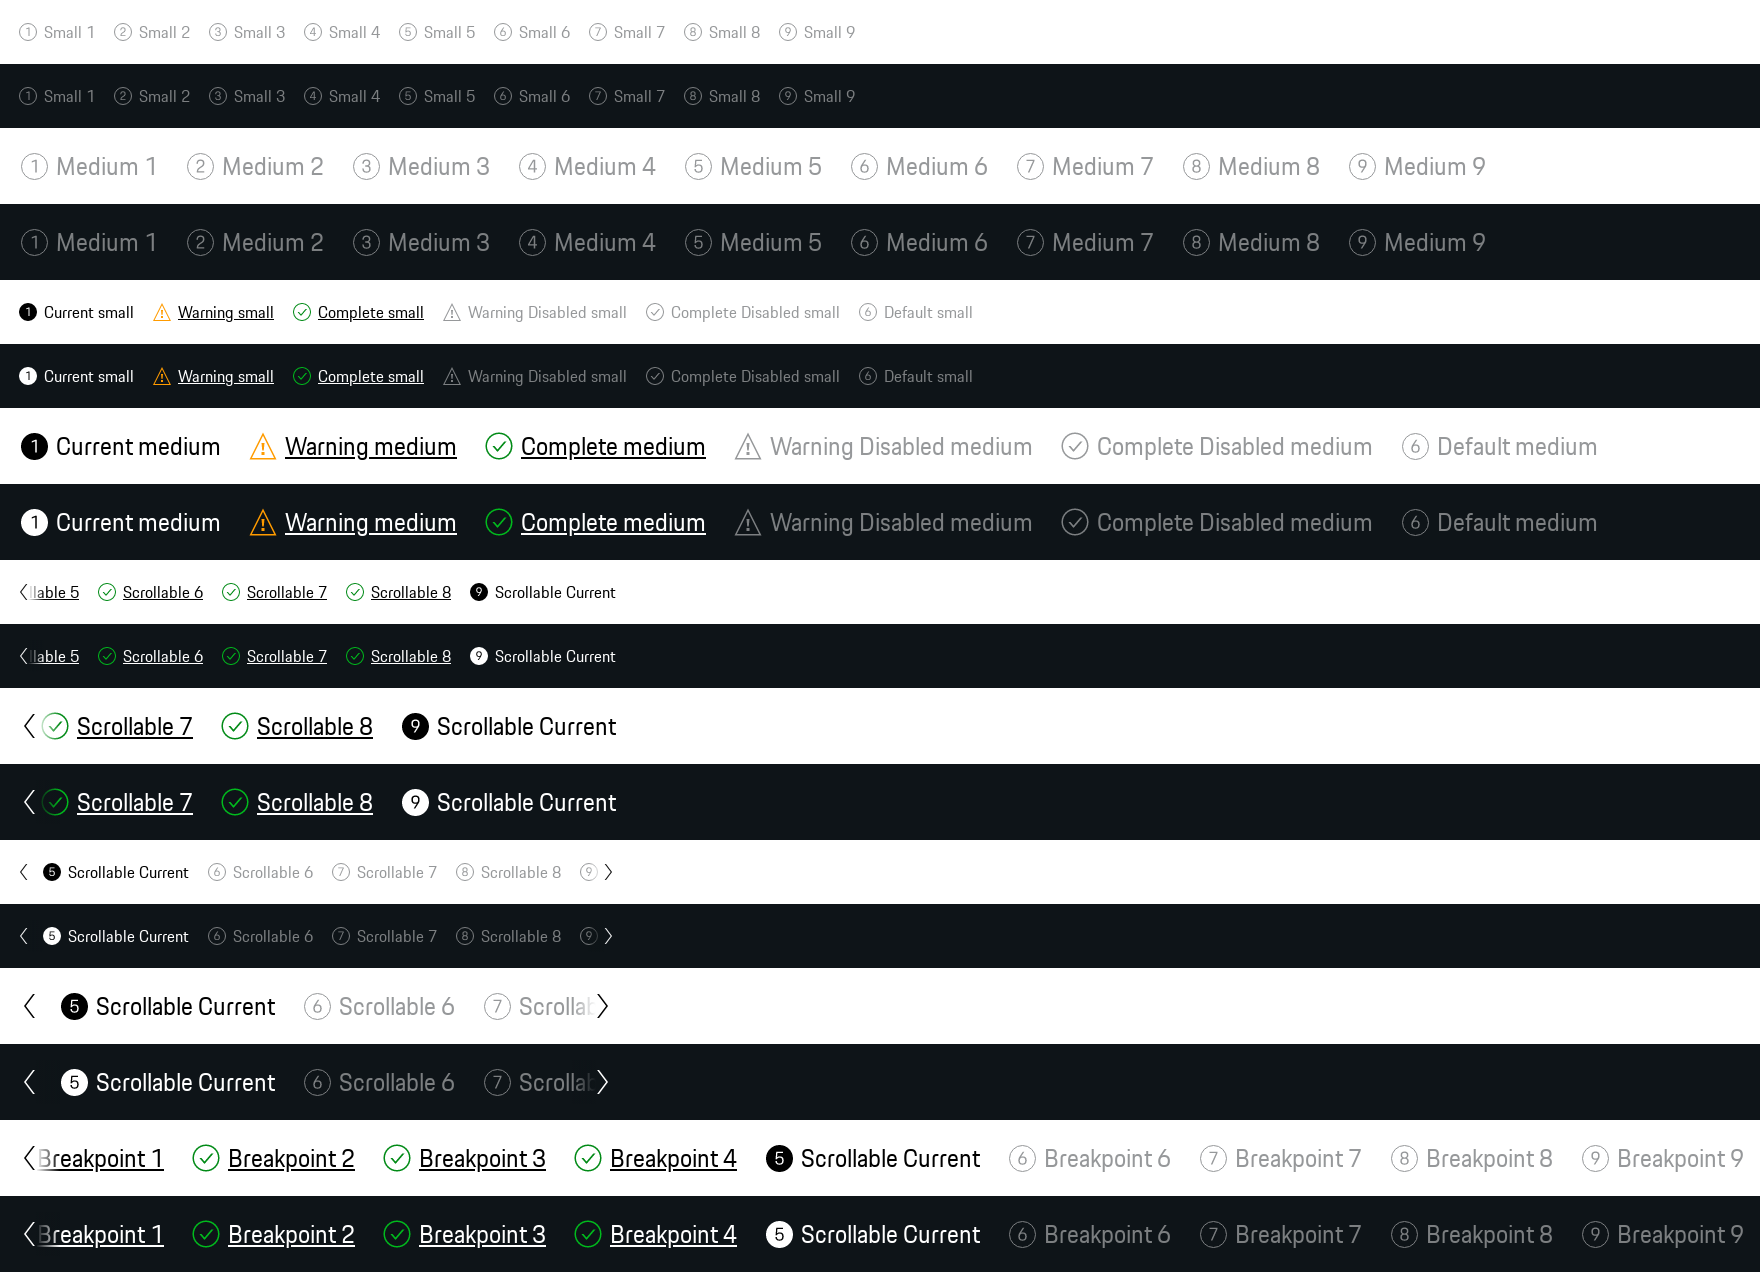 1 Small 1 2 Small 2 3 Small 3 4 Small 4 5 Small 5 6 Small 6 7 Small 7 8 Small 8 9 Small 9
1 Small 1 2 Small 2 3 Small 3 4 Small 4 5 Small 5 6 Small 6 7 Small 7 8 Small 8 9 Small 9
1 Medium 1 2 Medium 2 3 Medium 3 4 Medium 4 5 Medium 5 6 Medium 6 7 Medium 7 8 Medium 8 9 Medium 9
1 Medium 1 2 Medium 2 3 Medium 3 4 Medium 4 5 Medium 5 6 Medium 6 7 Medium 7 8 Medium 8 9 Medium 9
1 Current small Warning small Complete small Warning Disabled small Complete Disabled small 6 Default small
1 Current small Warning small Complete small Warning Disabled small Complete Disabled small 6 Default small
1 Current medium Warning medium Complete medium Warning Disabled medium Complete Disabled medium 6 Default medium
1 Current medium Warning medium Complete medium Warning Disabled medium Complete Disabled medium 6 Default medium
llable 5 Scrollable 6 Scrollable 7 Scrollable 8 9 Scrollable Current
llable 5 Scrollable 6 Scrollable 7 Scrollable 8 9 Scrollable Current
Scrollable 7 Scrollable 8 9 Scrollable Current
Scrollable 7 Scrollable 8 9 Scrollable Current
5 Scrollable Current 6 Scrollable 6 7 Scrollable 7 8 Scrollable 8 9
5 Scrollable Current 6 Scrollable 6 7 Scrollable 7 8 Scrollable 8 9
5 Scrollable Current 6 Scrollable 6 7 Scrollab
5 Scrollable Current 6 Scrollable 6 7 Scrollab
Breakpoint 1 Breakpoint 2 Breakpoint 3 Breakpoint 4 5 Scrollable Current 6 Breakpoint 6 7 Breakpoint 7 8 Breakpoint 8 9 Breakpoint 9
Breakpoint 1 Breakpoint 2 Breakpoint 3 Breakpoint 4 5 Scrollable Current 6 Breakpoint 6 7 Breakpoint 7 8 Breakpoint 8 9 Breakpoint 9